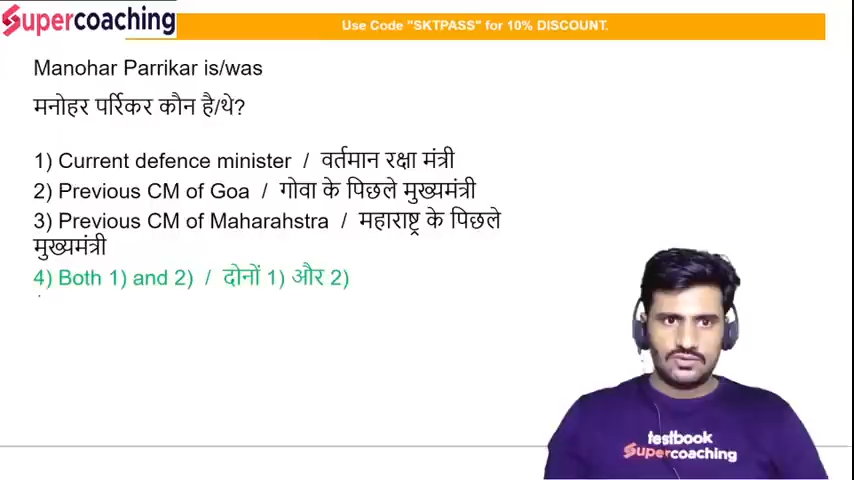 Supercoaching
Use Code "SKTPASS" for 10% DISCOUNT.
Manohar Parrikar is/was
मनोहर पर्रिकर कौन है/थे?
1) Current defence minister / वर्तमान रक्षा मंत्री
2) Previous CM of Goa / गोवा के पिछले मुख्यमंत्री
3) Previous CM of Maharahstra / महाराष्ट्र के पिछले
मुख्यमंत्री
4) Both 1) and 2) / दोनों 1) और 2)
testbook
Supercoaching